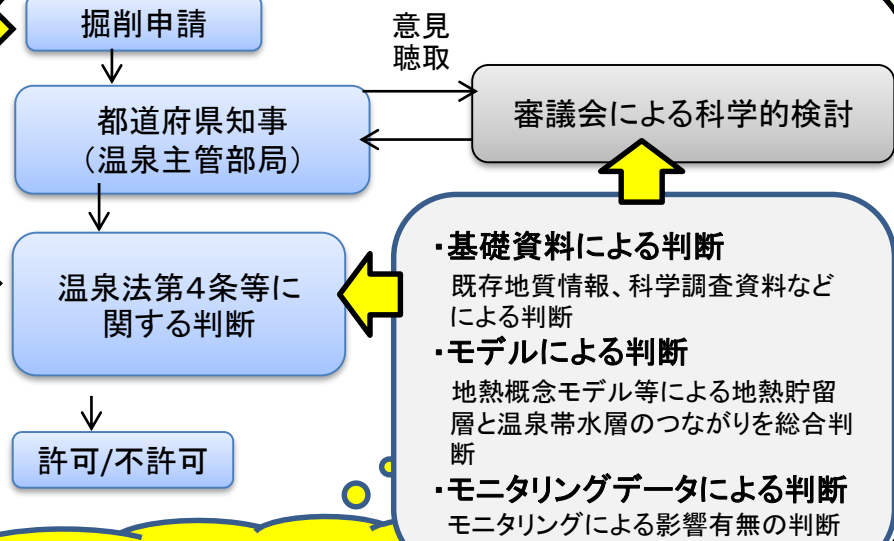 掘削申請
意見
聴取
都道府県知事
（温泉主管部局）
審議会による科学的検討
温泉法第４条等に
関する判断
許可/不許可
・基礎資料による判断
既存地質情報、科学調査資料など
による判断
・モデルによる判断
地熱概念モデル等による地熱貯留
層と温泉帯水層のつながりを総合判
断
・モニタリングデータによる判断
モニタリングによる影響有無の判断